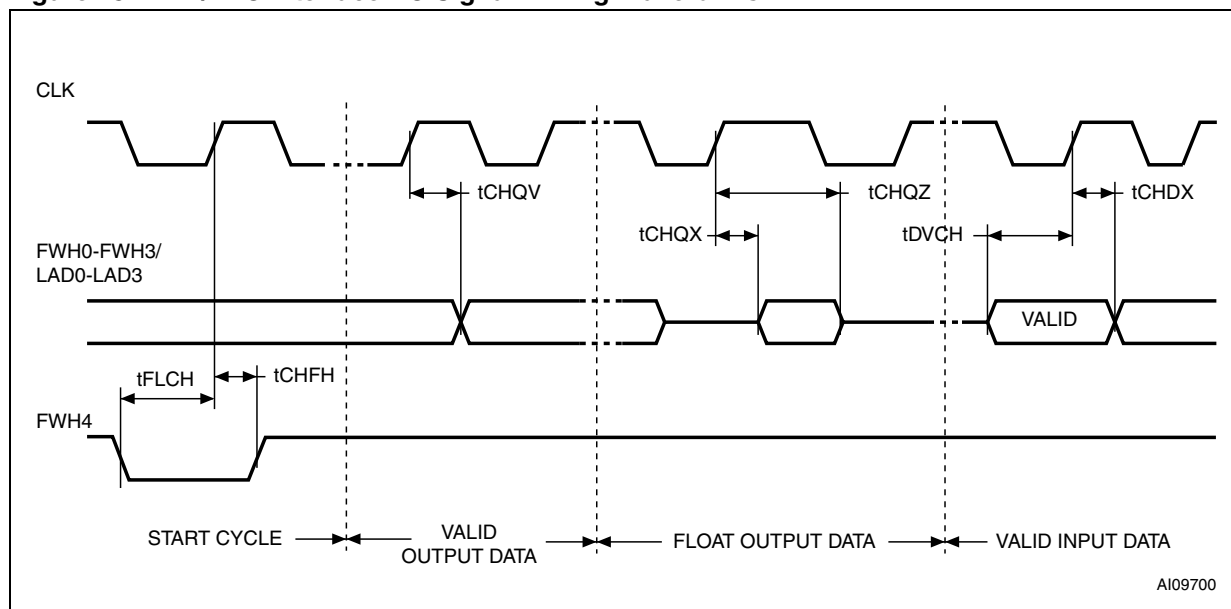 CLK
tCHQV
tCHQZ
tCHDX
tCHQX
tDVCH
FWH0-FWH3/
LAD0-LAD3
VALID
tFLCH
tCHFH
FWH4
START CYCLE
VALID
OUTPUT DATA
FLOAT OUTPUT DATA
VALID INPUT DATA
AI09700